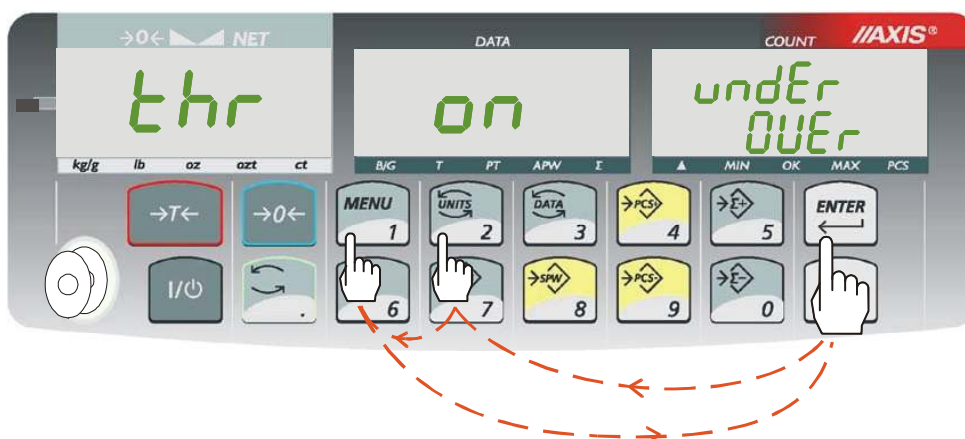 →0← NET
DATA
COUNT
//AXIS®
thr
on
undEr
OUEr
kg/g lb oz ozt ct
B/G T PT APW Σ
▲ MIN OK MAX PCS
→T←
→0←
MENU 1
UNITS 2
DATA 3
→PCS 4
→Σ+ 5
ENTER
I/⏻
.
6
7
→SPW 8
→PCS 9
→Σ- 0